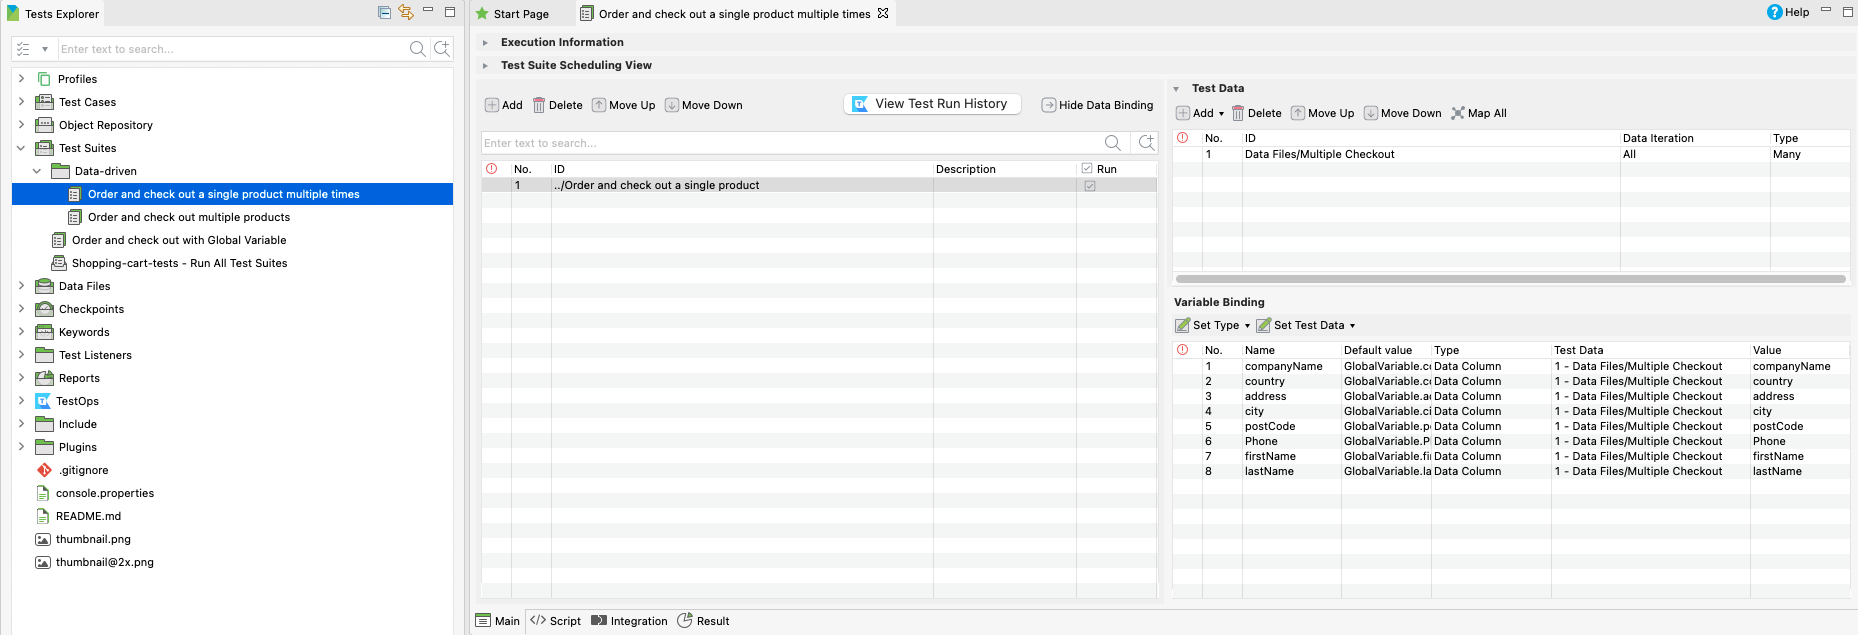 Tests Explorer
Enter text to search...
Profiles
Test Cases
Object Repository
Test Suites
Data-driven
Order and check out a single product multiple times
Order and check out multiple products
Order and check out with Global Variable
Shopping-cart-tests - Run All Test Suites
Data Files
Checkpoints
Keywords
Test Listeners
Reports
TestOps
Include
Plugins
.gitignore
console.properties
README.md
thumbnail.png
thumbnail@2x.png
Start Page
Order and check out a single product multiple times
Help
Execution Information
Test Suite Scheduling View
Add Delete Move Up Move Down View Test Run History Hide Data Binding
Enter text to search...
No. ID Description Run
1 ../Order and check out a single product
Test Data
Add Delete Move Up Move Down Map All
No. ID Data Iteration Type
1 Data Files/Multiple Checkout All Many
Variable Binding
Set Type Set Test Data
No. Name Default value Type Test Data Value
1 companyName GlobalVariable.co Data Column 1 - Data Files/Multiple Checkout companyName
2 country GlobalVariable.co Data Column 1 - Data Files/Multiple Checkout country
3 address GlobalVariable.ad Data Column 1 - Data Files/Multiple Checkout address
4 city GlobalVariable.ci Data Column 1 - Data Files/Multiple Checkout city
5 postCode GlobalVariable.po Data Column 1 - Data Files/Multiple Checkout postCode
6 Phone GlobalVariable.P Data Column 1 - Data Files/Multiple Checkout Phone
7 firstName GlobalVariable.fi Data Column 1 - Data Files/Multiple Checkout firstName
8 lastName GlobalVariable.la Data Column 1 - Data Files/Multiple Checkout lastName
Main Script Integration Result